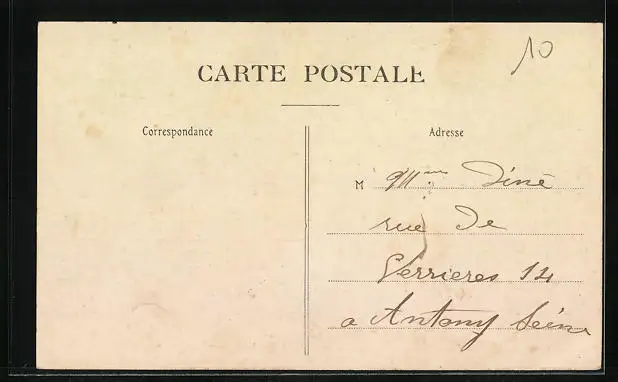 10
CARTE POSTALE
Correspondance
Adresse
M Mme Diné
rue De
Verrieres 14
a Antony Seine